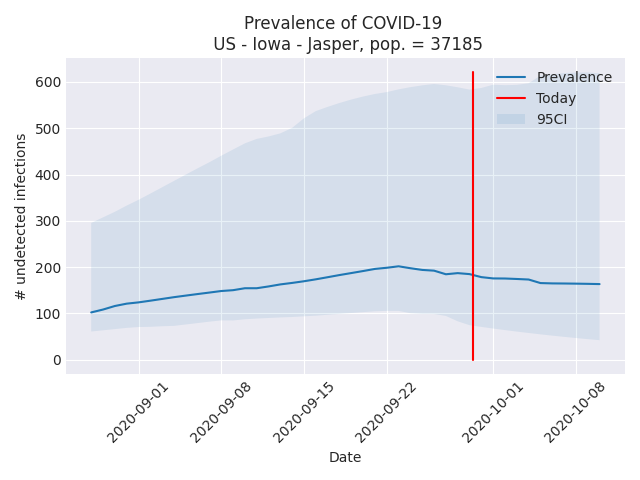 Prevalence of COVID-19
US - Iowa - Jasper, pop. = 37185
Prevalence
Today
95CI
# undetected infections
600
500
400
300
200
100
0
2020-09-01
2020-09-08
2020-09-15
2020-09-22
2020-10-01
2020-10-08
Date